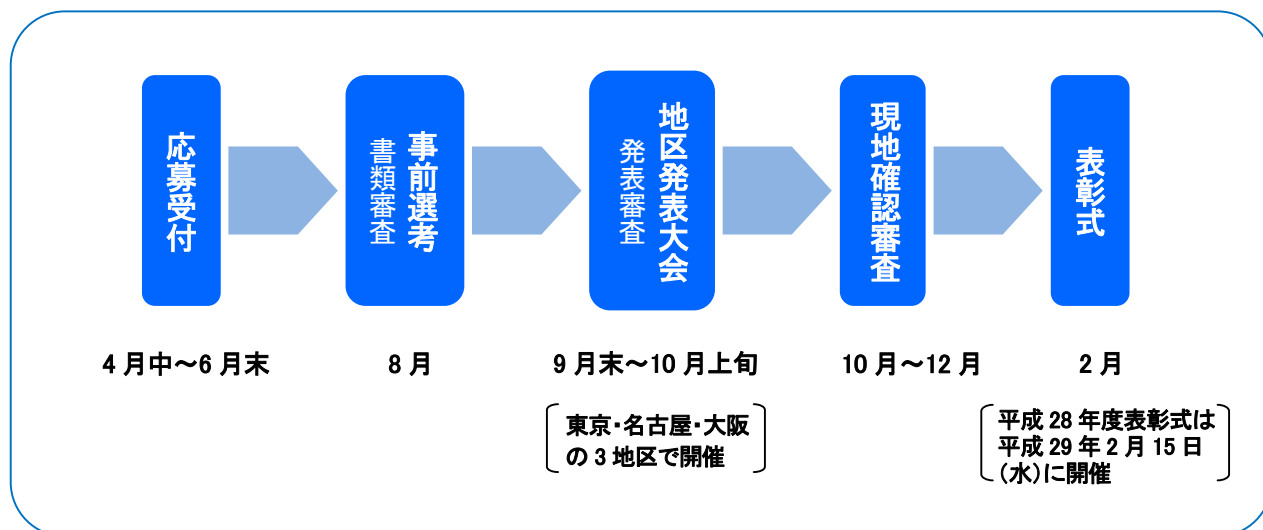 応募受付
事前選考
書類審査
地区発表大会
発表審査
現地確認審査
表彰式
4月中～6月末
8月
9月末～10月上旬
10月～12月
2月
東京・名古屋・大阪
の3地区で開催
平成28年度表彰式は
平成29年2月15日
（水）に開催